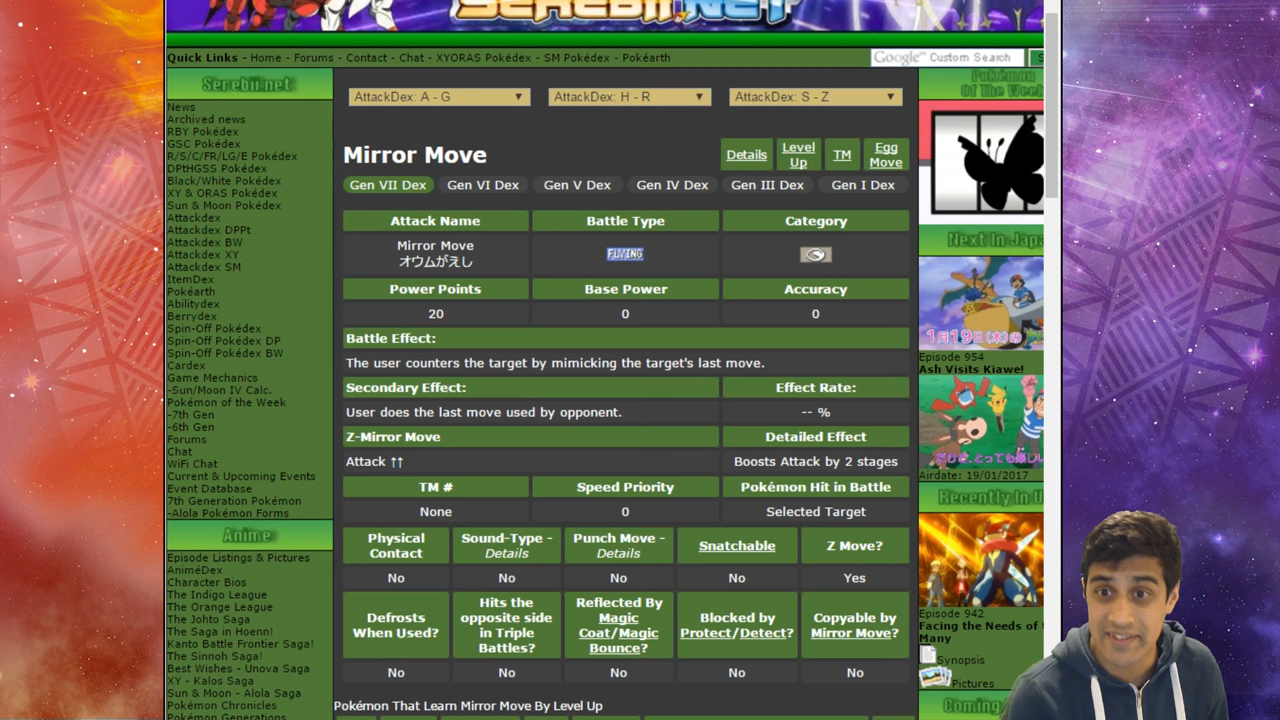 SEREBII.NET
Quick Links - Home - Forums - Contact - Chat - XYORAS Pokédex - SM Pokédex - Pokéarth
Google™ Custom Search
S
Serebii.net
News
Archived news
RBY Pokédex
GSC Pokédex
R/S/C/FR/LG/E Pokédex
DPtHGSS Pokédex
Black/White Pokédex
XY & ORAS Pokédex
Sun & Moon Pokédex
Attackdex
Attackdex DPPt
Attackdex BW
Attackdex XY
Attackdex SM
ItemDex
Pokéarth
Abilitydex
Berrydex
Spin-Off Pokédex
Spin-Off Pokédex DP
Spin-Off Pokédex BW
Cardex
Game Mechanics
-Sun/Moon IV Calc.
Pokémon of the Week
-7th Gen
-6th Gen
Forums
Chat
WiFi Chat
Current & Upcoming Events
Event Database
7th Generation Pokémon
-Alola Pokémon Forms
Anime
Episode Listings & Pictures
AniméDex
Character Bios
The Indigo League
The Orange League
The Johto Saga
The Saga in Hoenn!
Kanto Battle Frontier Saga!
The Sinnoh Saga!
Best Wishes - Unova Saga
XY - Kalos Saga
Sun & Moon - Alola Saga
Pokémon Chronicles
Pokémon Generations
AttackDex: A - G
AttackDex: H - R
AttackDex: S - Z
Mirror Move
Details
Level Up
TM
Egg Move
Gen VII Dex
Gen VI Dex
Gen V Dex
Gen IV Dex
Gen III Dex
Gen I Dex
Attack Name
Battle Type
Category
Mirror Move
オウムがえし
FLYING
Power Points
Base Power
Accuracy
20
0
0
Battle Effect:
The user counters the target by mimicking the target's last move.
Secondary Effect:
Effect Rate:
User does the last move used by opponent.
-- %
Z-Mirror Move
Detailed Effect
Attack ↑↑
Boosts Attack by 2 stages
TM #
Speed Priority
Pokémon Hit in Battle
None
0
Selected Target
Physical Contact
Sound-Type - Details
Punch Move - Details
Snatchable
Z Move?
No
No
No
No
Yes
Defrosts When Used?
Hits the opposite side in Triple Battles?
Reflected By Magic Coat/Magic Bounce?
Blocked by Protect/Detect?
Copyable by Mirror Move?
No
No
No
No
No
Pokémon That Learn Mirror Move By Level Up
Pokémon
Of The Week
Next In Japa
1月19日(木)の
Episode 954
Ash Visits Kiawe!
Airdate: 19/01/2017
Recently In U
Episode 942
Facing the Needs of
Many
Synopsis
Pictures
Coming